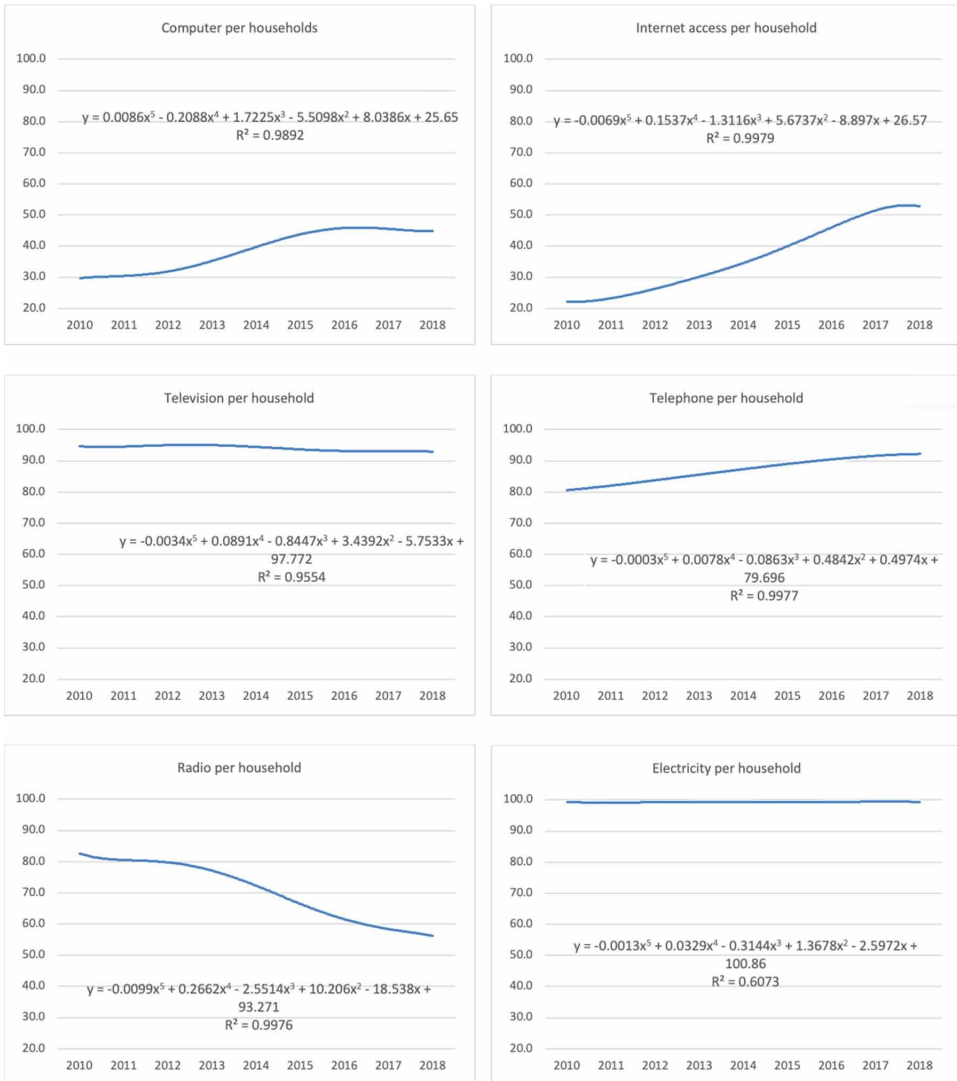 Computer per households
100.0
90.0
y = 0.0086x⁵ - 0.2088x⁴ + 1.7225x³ - 5.5098x² + 8.0386x + 25.65
80.0
R² = 0.9892
70.0
60.0
50.0
40.0
30.0
20.0
2010 2011 2012 2013 2014 2015 2016 2017 2018
Internet access per household
100.0
90.0
y = -0.0069x⁵ + 0.1537x⁴ - 1.3116x³ + 5.6737x² - 8.897x + 26.57
80.0
R² = 0.9979
70.0
60.0
50.0
40.0
30.0
20.0
2010 2011 2012 2013 2014 2015 2016 2017 2018
Television per household
100.0
90.0
80.0
70.0
y = -0.0034x⁵ + 0.0891x⁴ - 0.8447x³ + 3.4392x² - 5.7533x +
60.0
97.772
R² = 0.9554
50.0
40.0
30.0
20.0
2010 2011 2012 2013 2014 2015 2016 2017 2018
Telephone per household
100.0
90.0
80.0
70.0
60.0
y = -0.0003x⁵ + 0.0078x⁴ - 0.0863x³ + 0.4842x² + 0.4974x +
79.696
50.0
R² = 0.9977
40.0
30.0
20.0
2010 2011 2012 2013 2014 2015 2016 2017 2018
Radio per household
100.0
90.0
80.0
70.0
60.0
50.0
40.0
y = -0.0099x⁵ + 0.2662x⁴ - 2.5514x³ + 10.206x² - 18.538x +
93.271
30.0
R² = 0.9976
20.0
2010 2011 2012 2013 2014 2015 2016 2017 2018
Electricity per household
100.0
90.0
80.0
70.0
60.0
50.0
y = -0.0013x⁵ + 0.0329x⁴ - 0.3144x³ + 1.3678x² - 2.5972x +
100.86
R² = 0.6073
40.0
30.0
20.0
2010 2011 2012 2013 2014 2015 2016 2017 2018